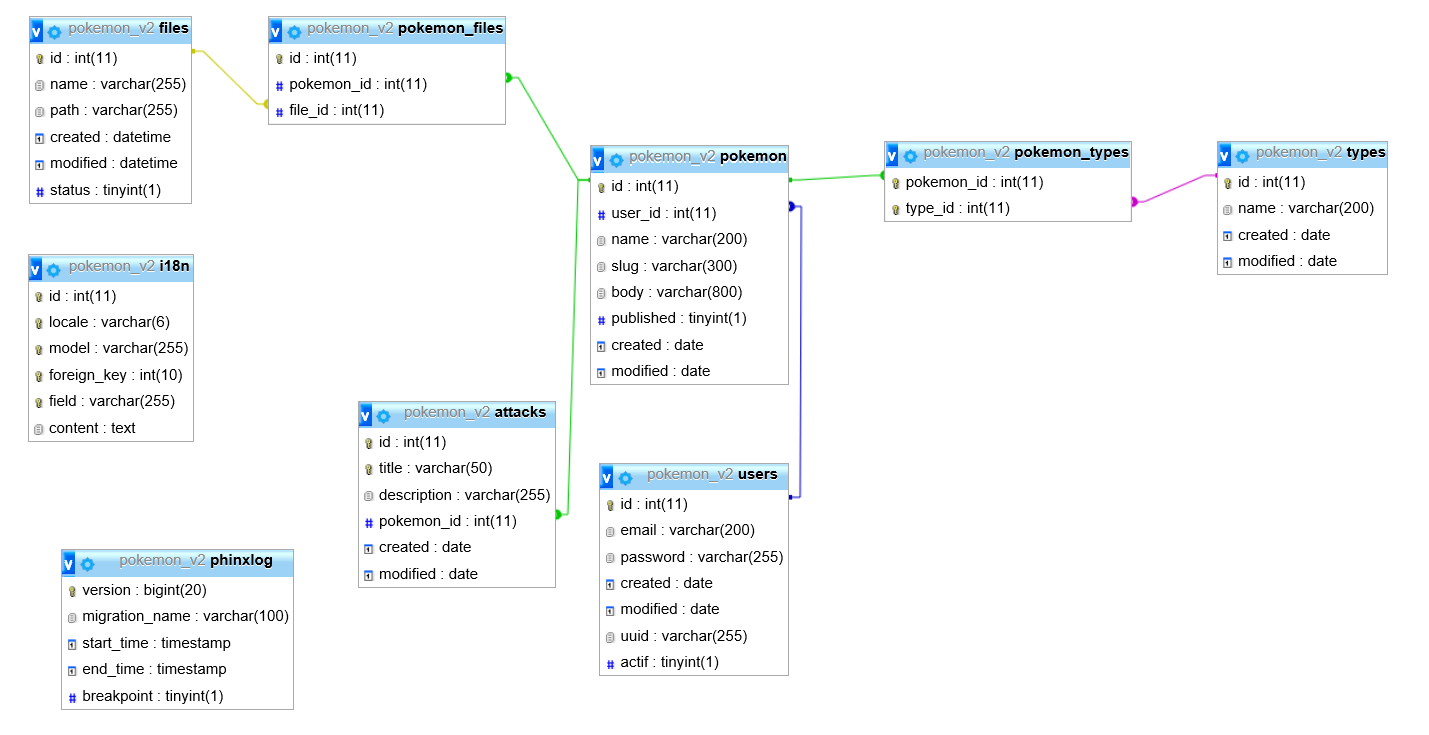 v pokemon_v2 files
id : int(11)
name : varchar(255)
path : varchar(255)
created : datetime
modified : datetime
status : tinyint(1)
v pokemon_v2 pokemon_files
id : int(11)
# pokemon_id : int(11)
# file_id : int(11)
v pokemon_v2 pokemon
id : int(11)
# user_id : int(11)
name : varchar(200)
slug : varchar(300)
body : varchar(800)
# published : tinyint(1)
created : date
modified : date
v pokemon_v2 pokemon_types
pokemon_id : int(11)
type_id : int(11)
v pokemon_v2 types
id : int(11)
name : varchar(200)
created : date
modified : date
v pokemon_v2 i18n
id : int(11)
locale : varchar(6)
model : varchar(255)
foreign_key : int(10)
field : varchar(255)
content : text
v pokemon_v2 attacks
id : int(11)
title : varchar(50)
description : varchar(255)
# pokemon_id : int(11)
created : date
modified : date
v pokemon_v2 users
id : int(11)
email : varchar(200)
password : varchar(255)
created : date
modified : date
uuid : varchar(255)
# actif : tinyint(1)
v pokemon_v2 phinxlog
version : bigint(20)
migration_name : varchar(100)
start_time : timestamp
end_time : timestamp
# breakpoint : tinyint(1)